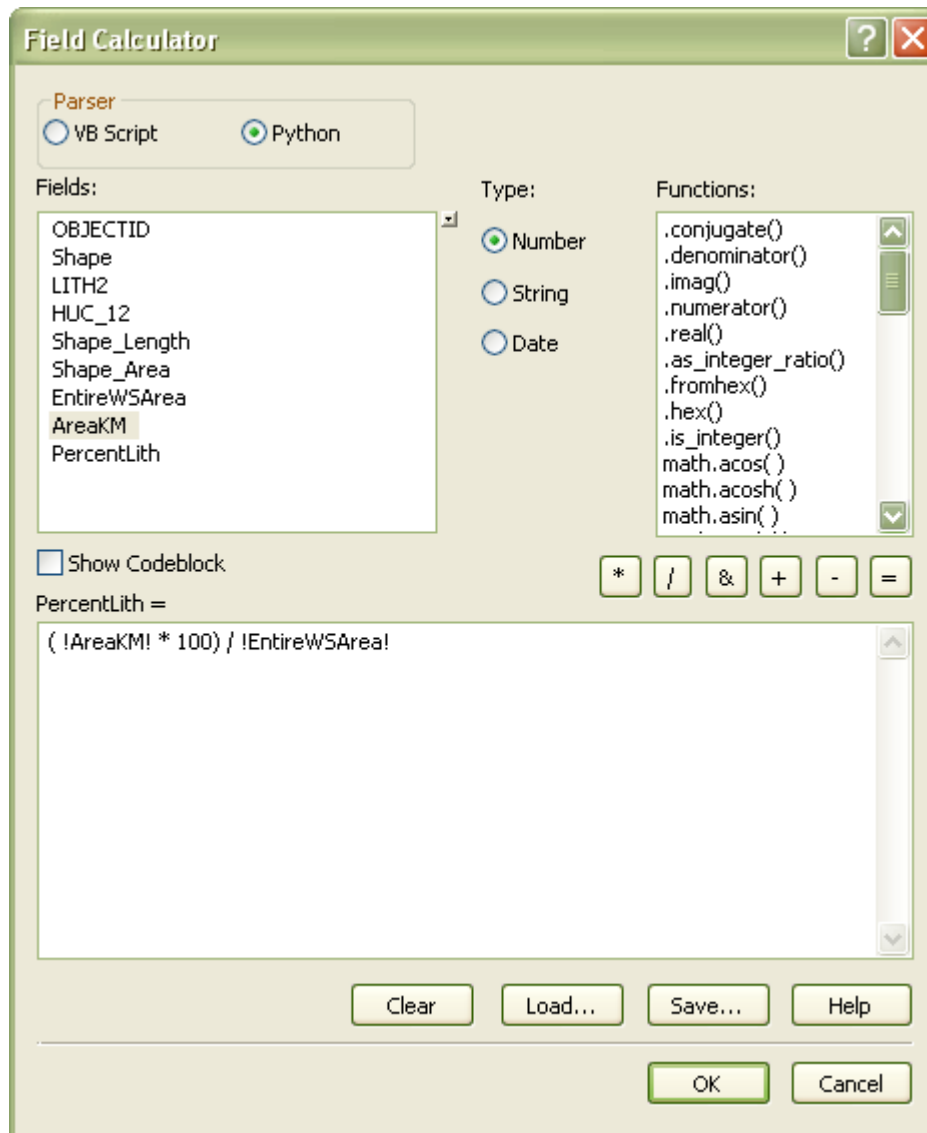 Field Calculator
Parser
VB Script
Python
Fields:
OBJECTID
Shape
LITH2
HUC_12
Shape_Length
Shape_Area
EntireWSArea
AreaKM
PercentLith
Type:
Number
String
Date
Functions:
.conjugate()
.denominator()
.imag()
.numerator()
.real()
.as_integer_ratio()
.fromhex()
.hex()
.is_integer()
math.acos( )
math.acosh( )
math.asin( )
Show Codeblock
* / & + - =
PercentLith =
( !AreaKM! * 100) / !EntireWSArea!
Clear Load... Save... Help
OK Cancel